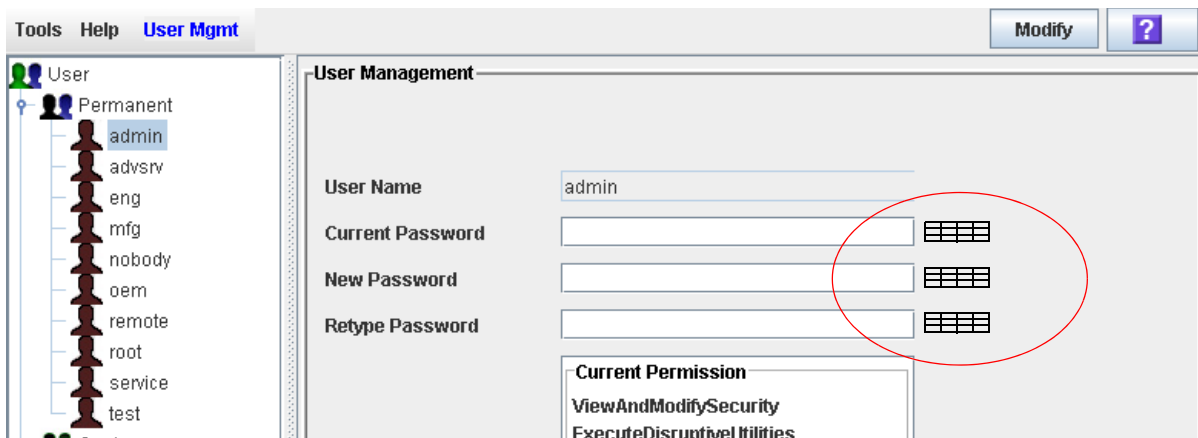 Tools Help User Mgmt
Modify
?
User
Permanent
admin
advsrv
eng
mfg
nobody
oem
remote
root
service
test
User Management
User Name admin
Current Password
New Password
Retype Password
Current Permission
ViewAndModifySecurity
ExecuteDisruptiveUtilities